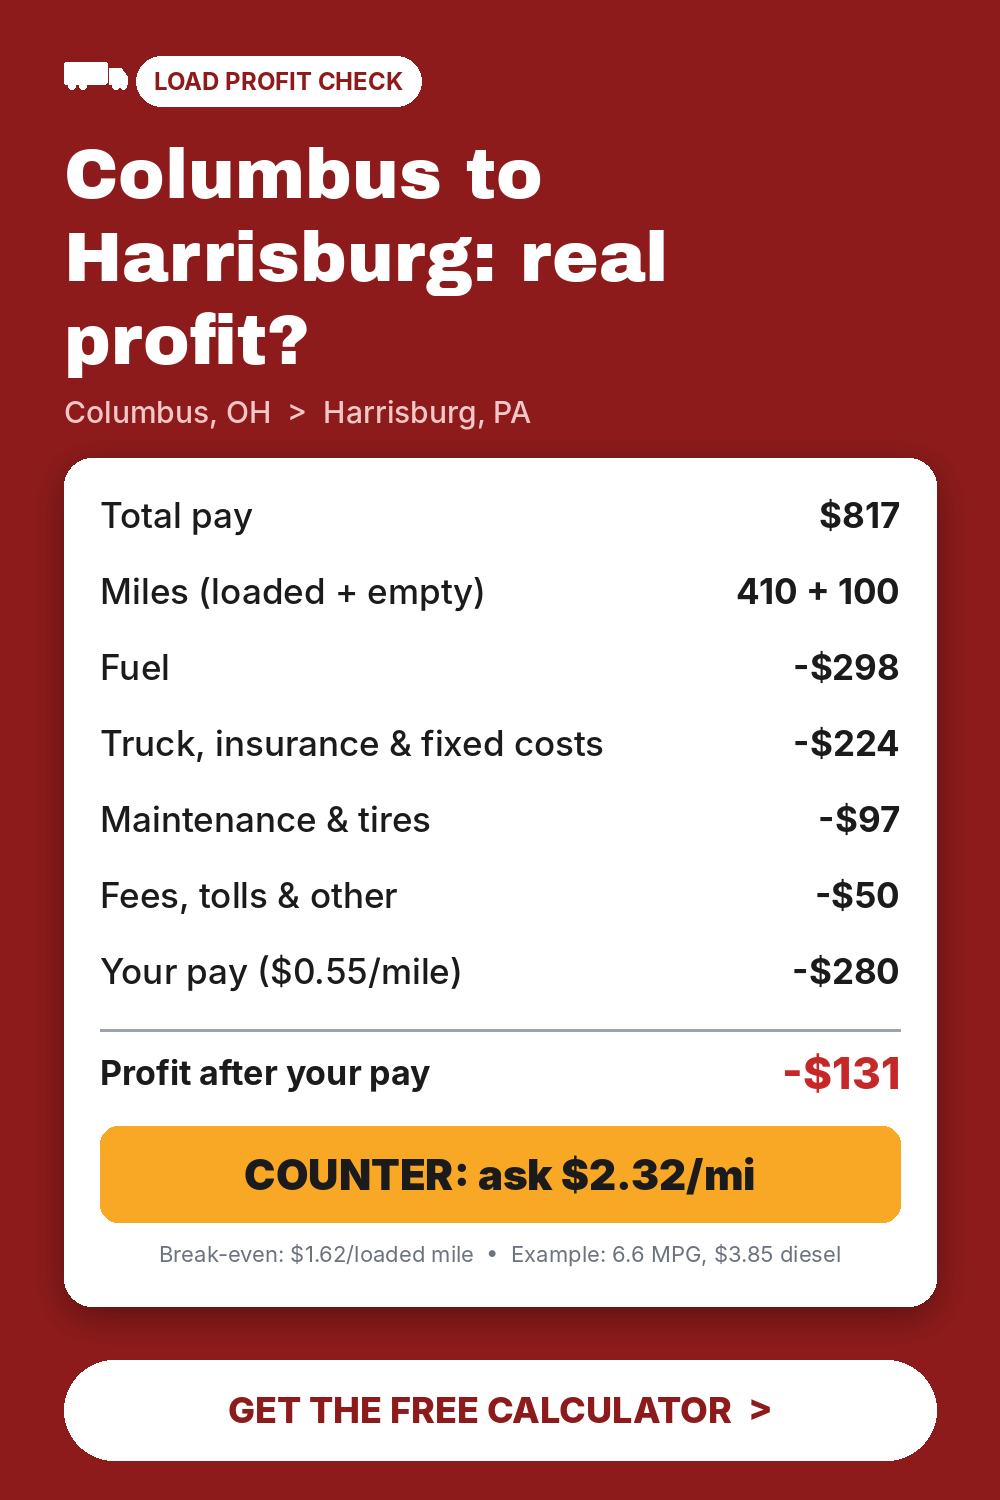 LOAD PROFIT CHECK
Columbus to
Harrisburg: real
profit?
Columbus, OH > Harrisburg, PA
Total pay $817
Miles (loaded + empty) 410 + 100
Fuel -$298
Truck, insurance & fixed costs -$224
Maintenance & tires -$97
Fees, tolls & other -$50
Your pay ($0.55/mile) -$280
Profit after your pay -$131
COUNTER: ask $2.32/mi
Break-even: $1.62/loaded mile • Example: 6.6 MPG, $3.85 diesel
GET THE FREE CALCULATOR >